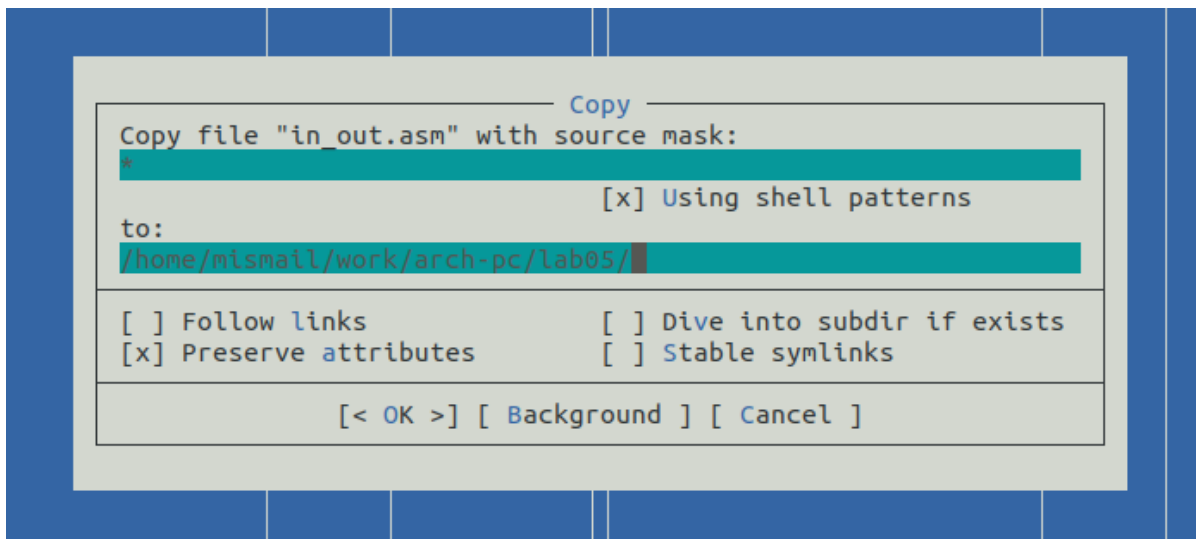 Copy
Copy file "in_out.asm" with source mask:
*
[x] Using shell patterns
to:
/home/mismail/work/arch-pc/lab05/
[ ] Follow links [ ] Dive into subdir if exists
[x] Preserve attributes [ ] Stable symlinks
[< OK >] [ Background ] [ Cancel ]